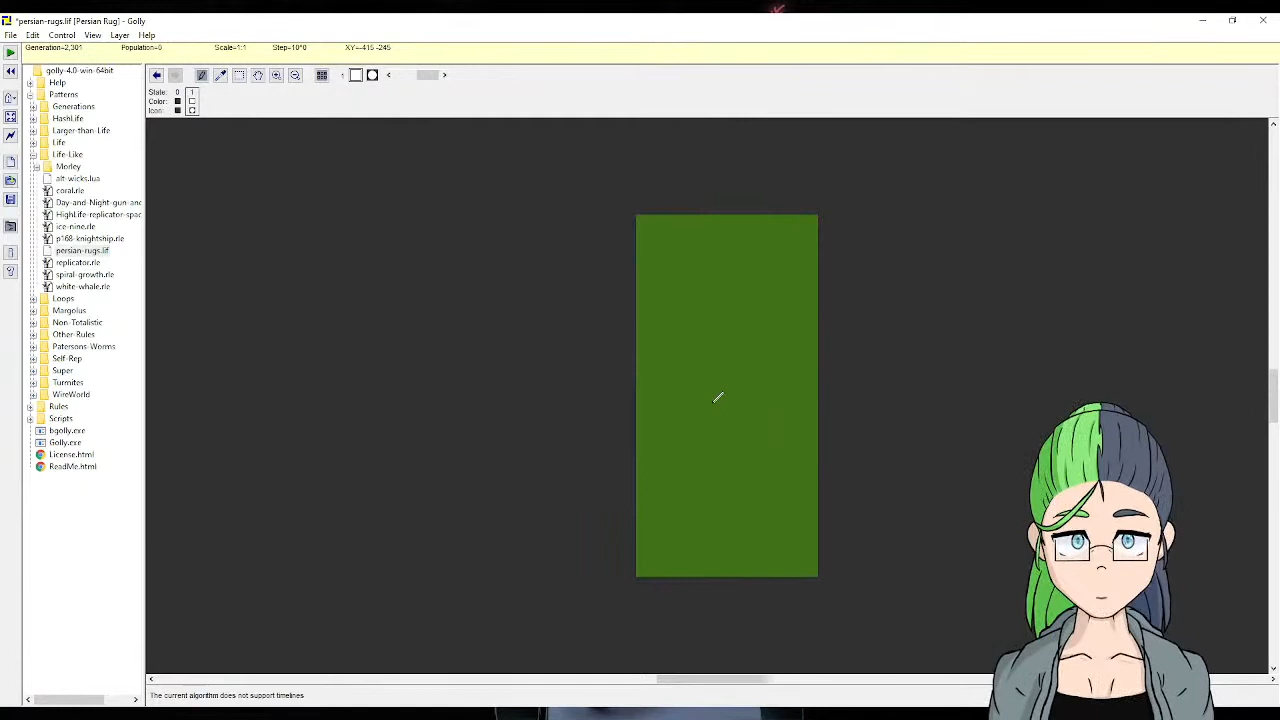 *persian-rugs.lif [Persian Rug] - Golly
File Edit Control View Layer Help
Generation=2,301 Population=0 Scale=1:1 Step=10^0 XY=-415 -245
golly-4.0-win-64bit
Help
Patterns
Generations
HashLife
Larger-than-Life
Life
Life-Like
Morley
alt-wicks.lua
coral.rle
Day-and-Night-gun-and
HighLife-replicator-spac
ice-nine.rle
p168-knightship.rle
persian-rugs.lif
replicator.rle
spiral-growth.rle
white-whale.rle
Loops
Margolus
Non-Totalistic
Other-Rules
Patersons-Worms
Self-Rep
Super
Turmites
WireWorld
Rules
Scripts
bgolly.exe
Golly.exe
License.html
ReadMe.html
State: 0 1
Color:
Icon:
The current algorithm does not support timelines